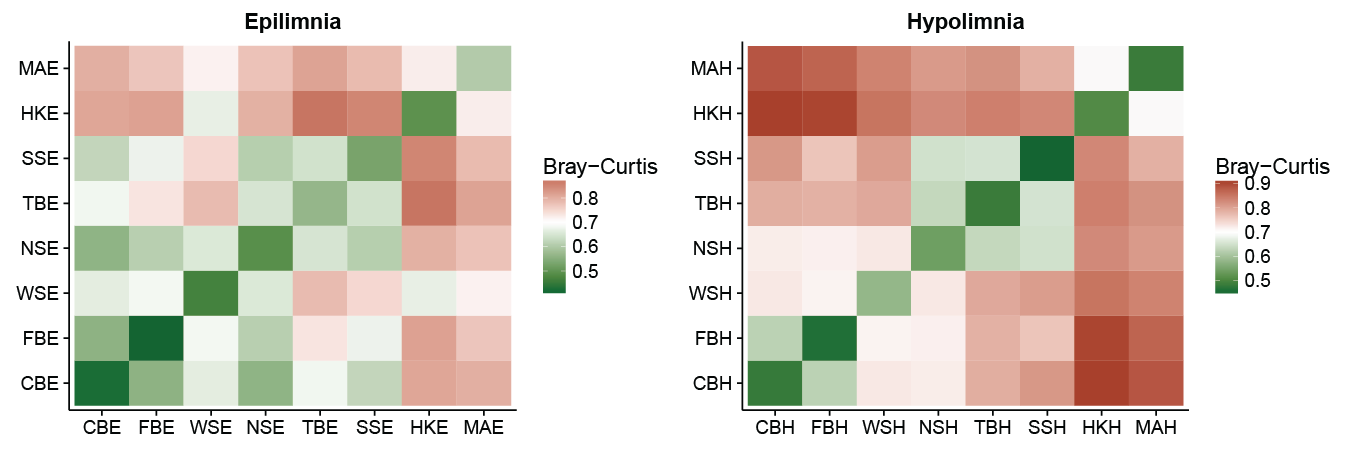 Epilimnia
MAE
HKE
SSE
TBE
NSE
WSE
FBE
CBE
CBE FBE WSE NSE TBE SSE HKE MAE
Bray−Curtis
0.8
0.7
0.6
0.5
Hypolimnia
MAH
HKH
SSH
TBH
NSH
WSH
FBH
CBH
CBH FBH WSH NSH TBH SSH HKH MAH
Bray−Curtis
0.9
0.8
0.7
0.6
0.5